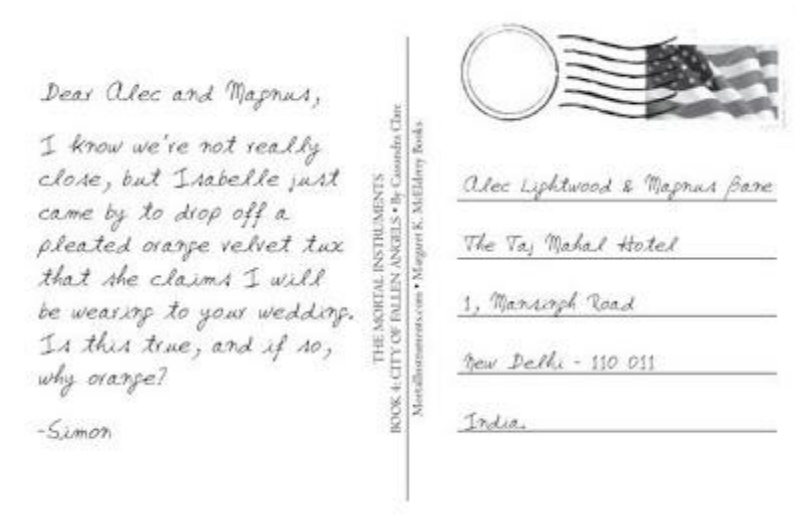 Dear Alec and Magnus,
I know we're not really
close, but Isabelle just
came by to drop off a
pleated orange velvet tux
that she claims I will
be wearing to your wedding.
Is this true, and if so,
why orange?
-Simon
THE MORTAL INSTRUMENTS
BOOK 4: CITY OF FALLEN ANGELS • By Cassandra Clare
MortalInstruments.com • Margaret K. McElderry Books
Alec Lightwood & Magnus Bane
The Taj Mahal Hotel
1, Mansingh Road
New Delhi - 110 011
India.